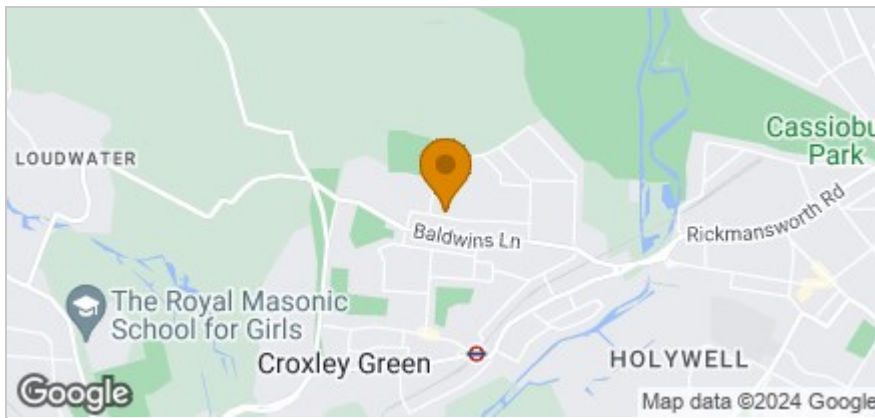 Cassiobu
Park
LOUDWATER
Rickmansworth Rd
Baldwins Ln
The Royal Masonic
School for Girls
Croxley Green
HOLYWELL
Google
Map data ©2024 Google